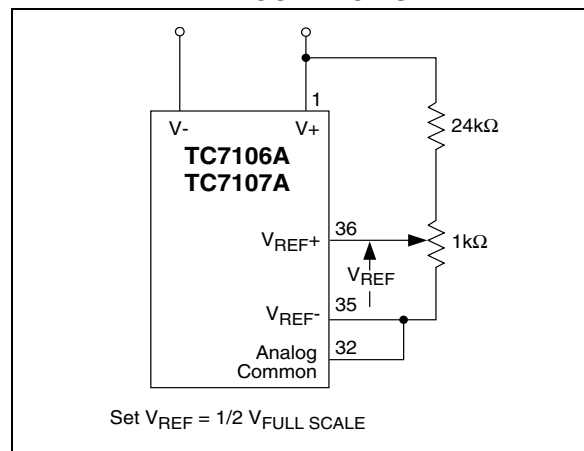 1
V-
V+
TC7106A
TC7107A
24kΩ
36
VREF+
1kΩ
VREF
35
VREF-
32
Analog
Common
Set VREF = 1/2 VFULL SCALE